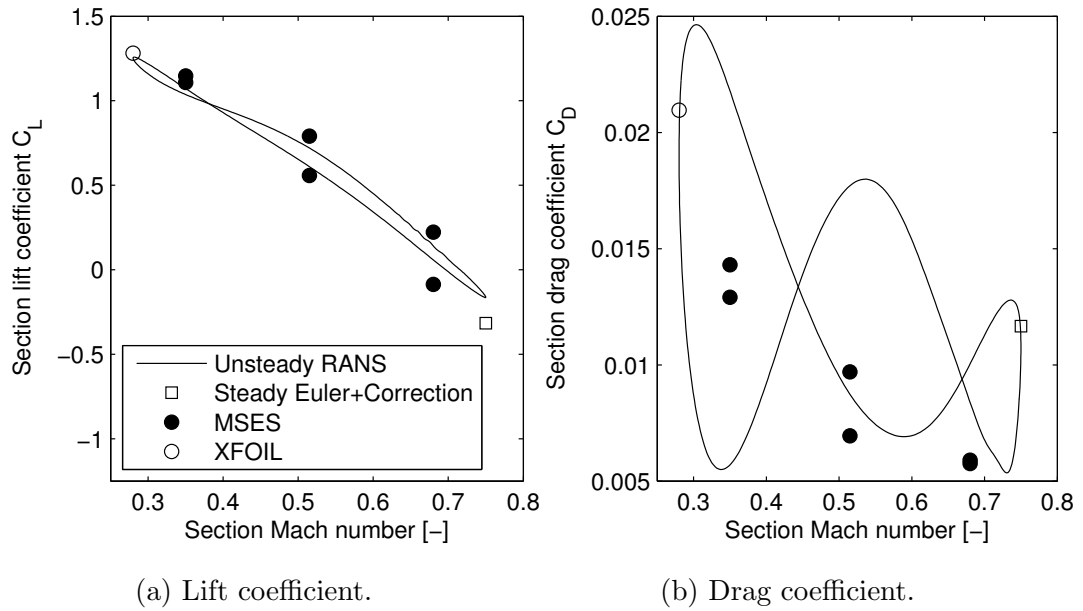 1.5
1
0.5
0
−0.5
−1
Section lift coefficient C_L
Unsteady RANS
Steady Euler+Correction
MSES
XFOIL
0.3 0.4 0.5 0.6 0.7 0.8
Section Mach number [−]
(a) Lift coefficient.
0.025
0.02
0.015
0.01
0.005
Section drag coefficient C_D
0.3 0.4 0.5 0.6 0.7 0.8
Section Mach number [−]
(b) Drag coefficient.